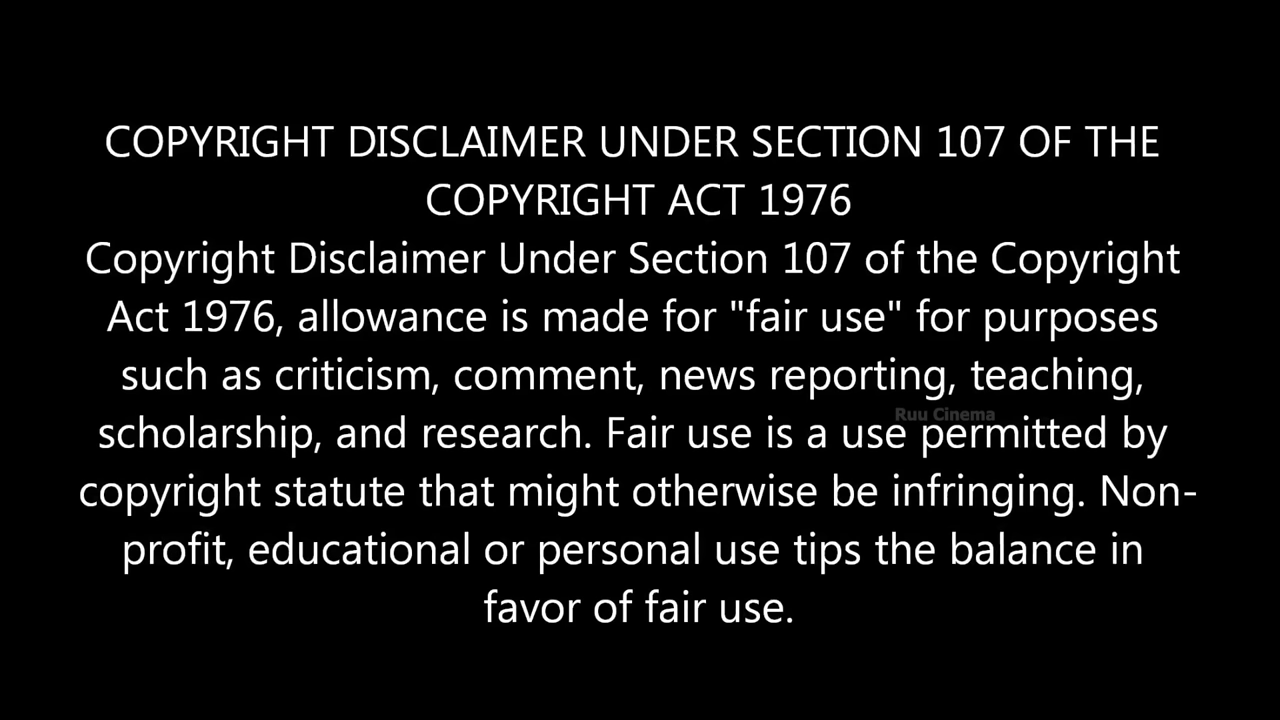 COPYRIGHT DISCLAIMER UNDER SECTION 107 OF THE
COPYRIGHT ACT 1976
Copyright Disclaimer Under Section 107 of the Copyright
Act 1976, allowance is made for "fair use" for purposes
such as criticism, comment, news reporting, teaching,
Ruu Cinema
scholarship, and research. Fair use is a use permitted by
copyright statute that might otherwise be infringing. Non-
profit, educational or personal use tips the balance in
favor of fair use.